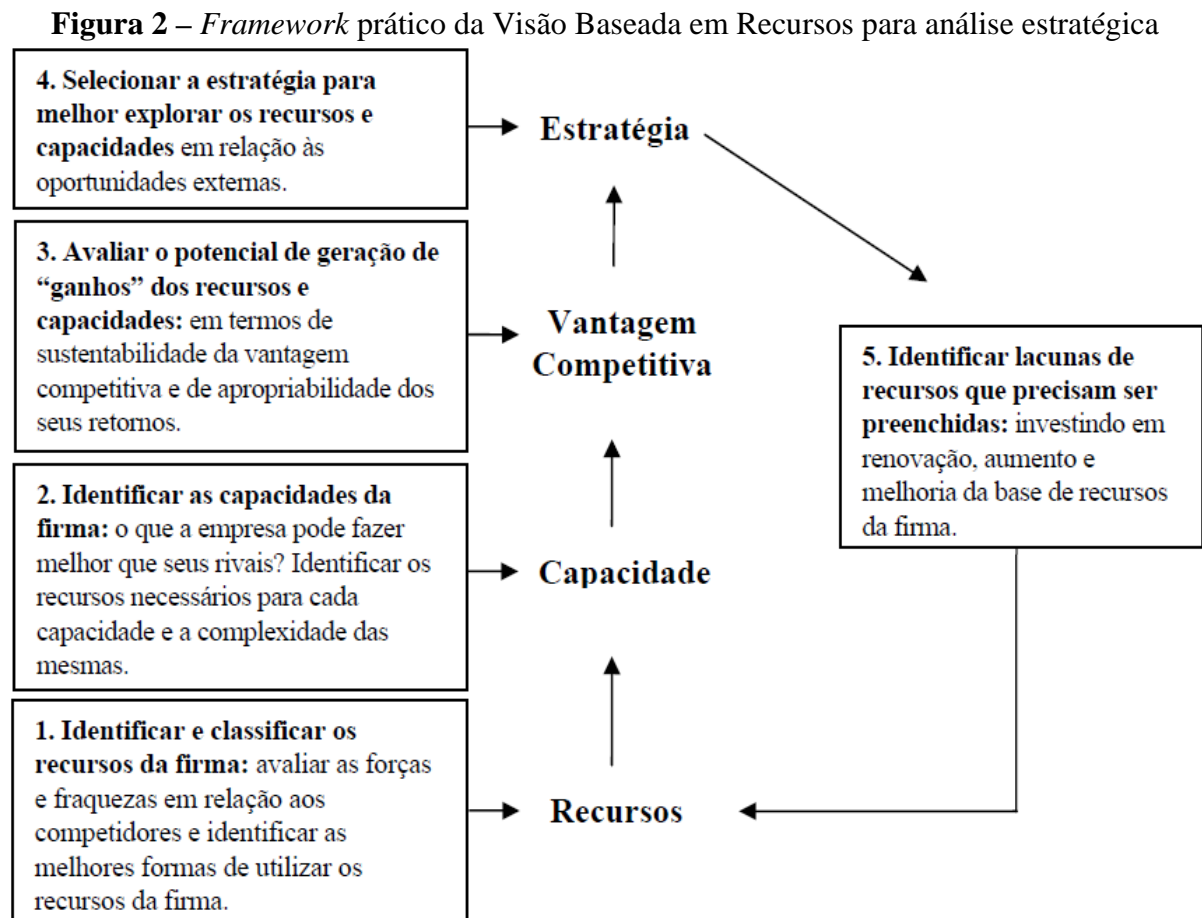 Figura 2 – Framework prático da Visão Baseada em Recursos para análise estratégica
4. Selecionar a estratégia para
melhor explorar os recursos e
capacidades em relação às
oportunidades externas.
Estratégia
3. Avaliar o potencial de geração de
“ganhos” dos recursos e
capacidades: em termos de
sustentabilidade da vantagem
competitiva e de apropriabilidade dos
seus retornos.
Vantagem
Competitiva
5. Identificar lacunas de
recursos que precisam ser
preenchidas: investindo em
renovação, aumento e
melhoria da base de recursos
da firma.
2. Identificar as capacidades da
firma: o que a empresa pode fazer
melhor que seus rivais? Identificar os
recursos necessários para cada
capacidade e a complexidade das
mesmas.
Capacidade
1. Identificar e classificar os
recursos da firma: avaliar as forças
e fraquezas em relação aos
competidores e identificar as
melhores formas de utilizar os
recursos da firma.
Recursos